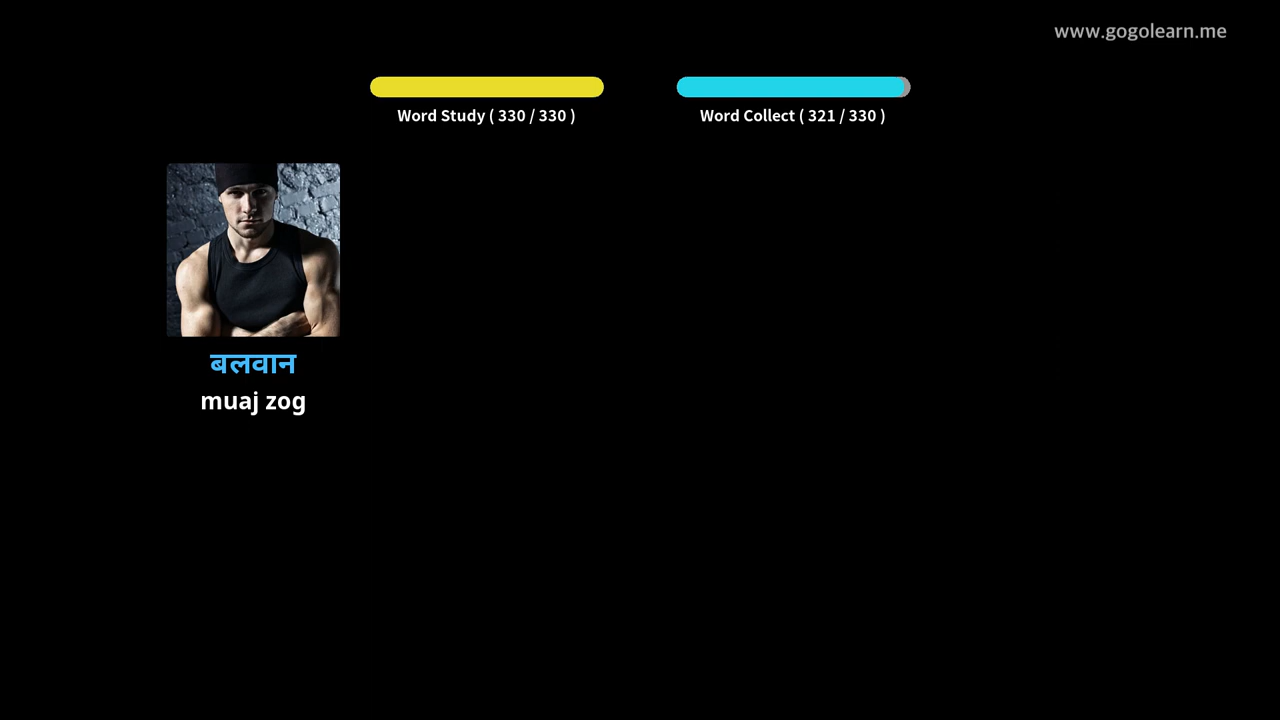 www.gogolearn.me
Word Study ( 330 / 330 )
Word Collect ( 321 / 330 )
बलवान
muaj zog